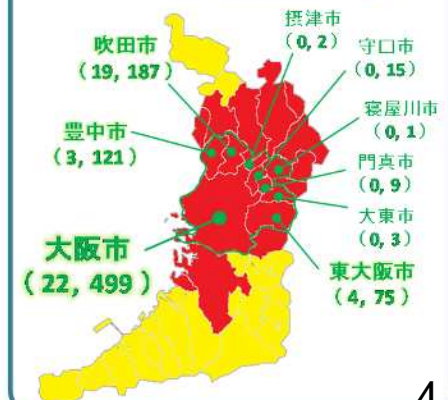 摂津市
(0, 2)
守口市
(0, 15)
吹田市
(19, 187)
寝屋川市
(0, 1)
豊中市
(3, 121)
門真市
(0, 9)
大東市
(0, 3)
大阪市
(22, 499)
東大阪市
(4, 75)
4